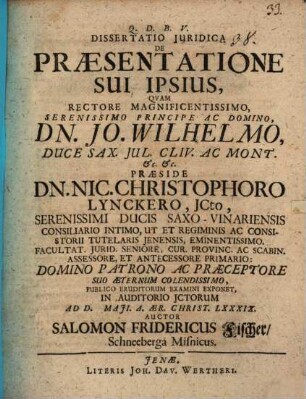 33.
Q. D. B. V.
DISSERTATIO JURIDICA
38.
DE
PRÆSENTATIONE
SUI IPSIUS,
QVAM
RECTORE MAGNIFICENTISSIMO,
SERENISSIMO PRINCIPE AC DOMINO,
DN. JO. WILHELMO,
DUCE SAX. JUL. CLIV. AC MONT.
&c. &c.
PRÆSIDE
DN. NIC. CHRISTOPHORO
LYNCKERO, JCto,
SERENISSIMI DUCIS SAXO-VINARIENSIS
CONSILIARIO INTIMO, UT ET REGIMINIS AC CONSI-
STORII TUTELARIS JENENSIS, EMINENTISSIMO.
FACULTAT. JURID. SENIORE, CUR. PROVINC. AC SCABIN.
ASSESSORE, ET ANTECESSORE PRIMARIO:
DOMINO PATRONO AC PRÆCEPTORE
SUO ÆTERNUM COLENDISSIMO,
PUBLICO ERUDITORUM EXAMINI EXPONET,
IN AUDITORIO JCTORUM
AD D. MAJI. A. ÆR. CHRIST. LXXXIX.
AUCTOR
SALOMON FRIDERICUS Fischer/
Schneeberga Misnicus.
JENÆ,
Literis JOH. DAV. WERTHERI.